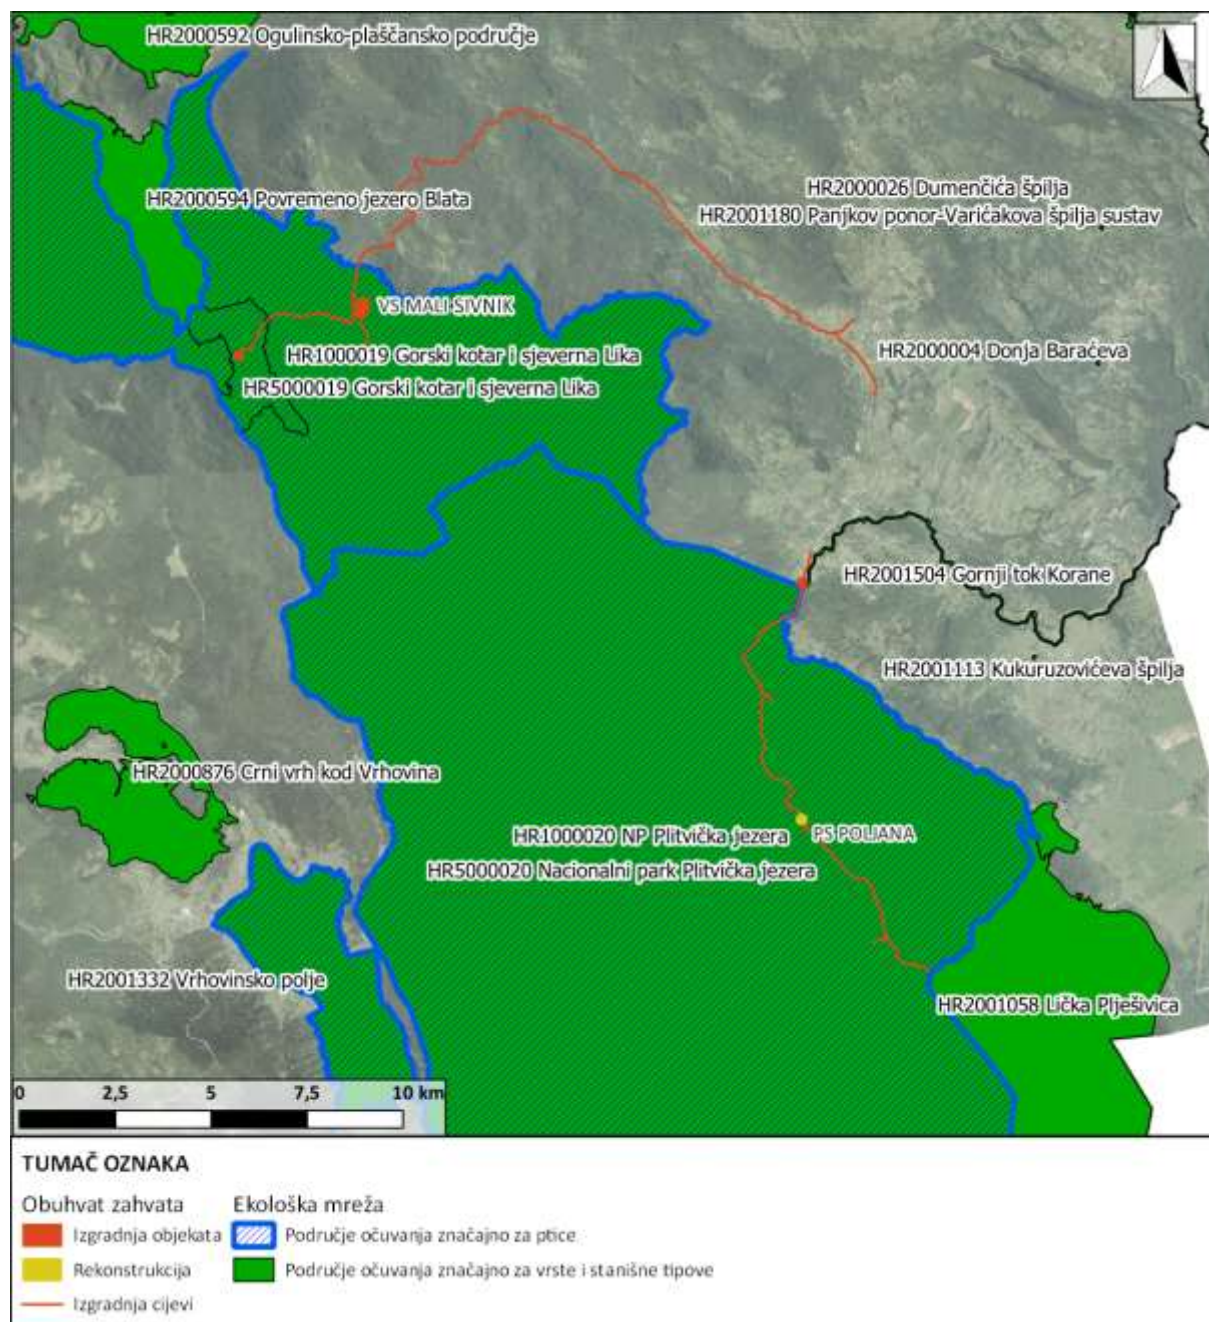 HR2000592 Ogulinsko-plaščansko područje
HR2000594 Povremeno jezero Blata
HR2000026 Dumenčića špilja
HR2001180 Panjkov ponor-Varićakova špilja sustav
VS MALI SIVNIK
HR1000019 Gorski kotar i sjeverna Lika
HR5000019 Gorski kotar i sjeverna Lika
HR2000004 Donja Baraćeva
HR2001504 Gornji tok Korane
HR2001113 Kukuruzovićeva špilja
HR2000876 Crni vrh kod Vrhovina
HR1000020 NP Plitvička jezera
PS POLJANA
HR5000020 Nacionalni park Plitvička jezera
HR2001332 Vrhovinsko polje
HR2001058 Lička Plješivica
0 2,5 5 7,5 10 km
TUMAČ OZNAKA
Obuhvat zahvata
Izgradnja objekata
Rekonstrukcija
Izgradnja cijevi
Ekološka mreža
Područje očuvanja značajno za ptice
Područje očuvanja značajno za vrste i stanišne tipove